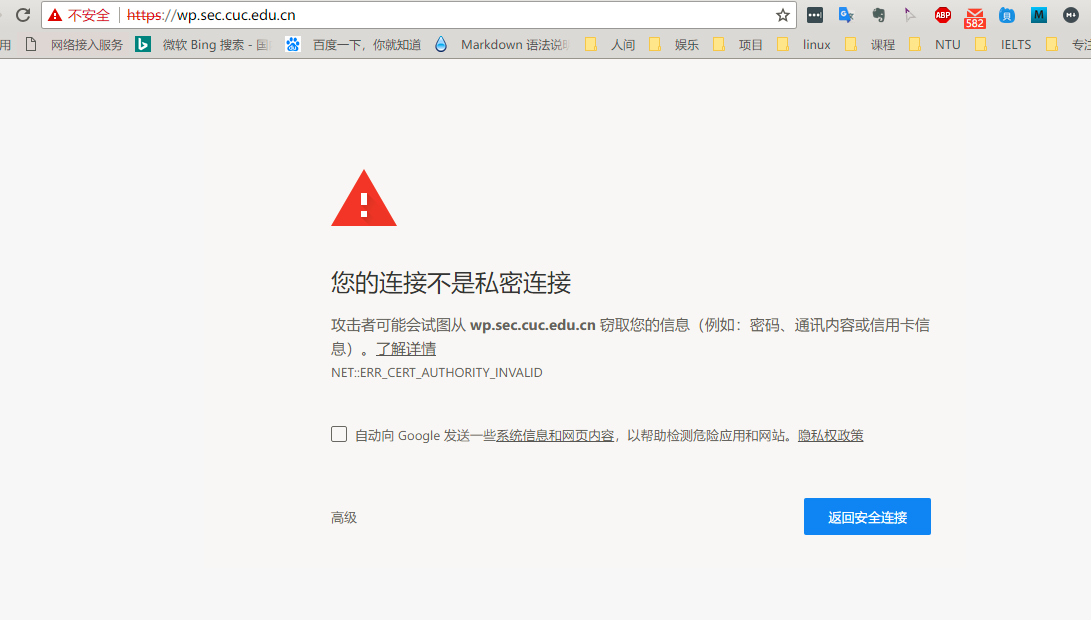 不安全 https://wp.sec.cuc.edu.cn ABP 582 貝 M M
用 网络接入服务 微软 Bing 搜索 - 国 百度一下，你就知道 Markdown 语法说明 人间 娱乐 项目 linux 课程 NTU IELTS 专注
您的连接不是私密连接
攻击者可能会试图从 wp.sec.cuc.edu.cn 窃取您的信息（例如：密码、通讯内容或信用卡信
息）。了解详情
NET::ERR_CERT_AUTHORITY_INVALID
自动向 Google 发送一些系统信息和网页内容，以帮助检测危险应用和网站。隐私权政策
高级 返回安全连接